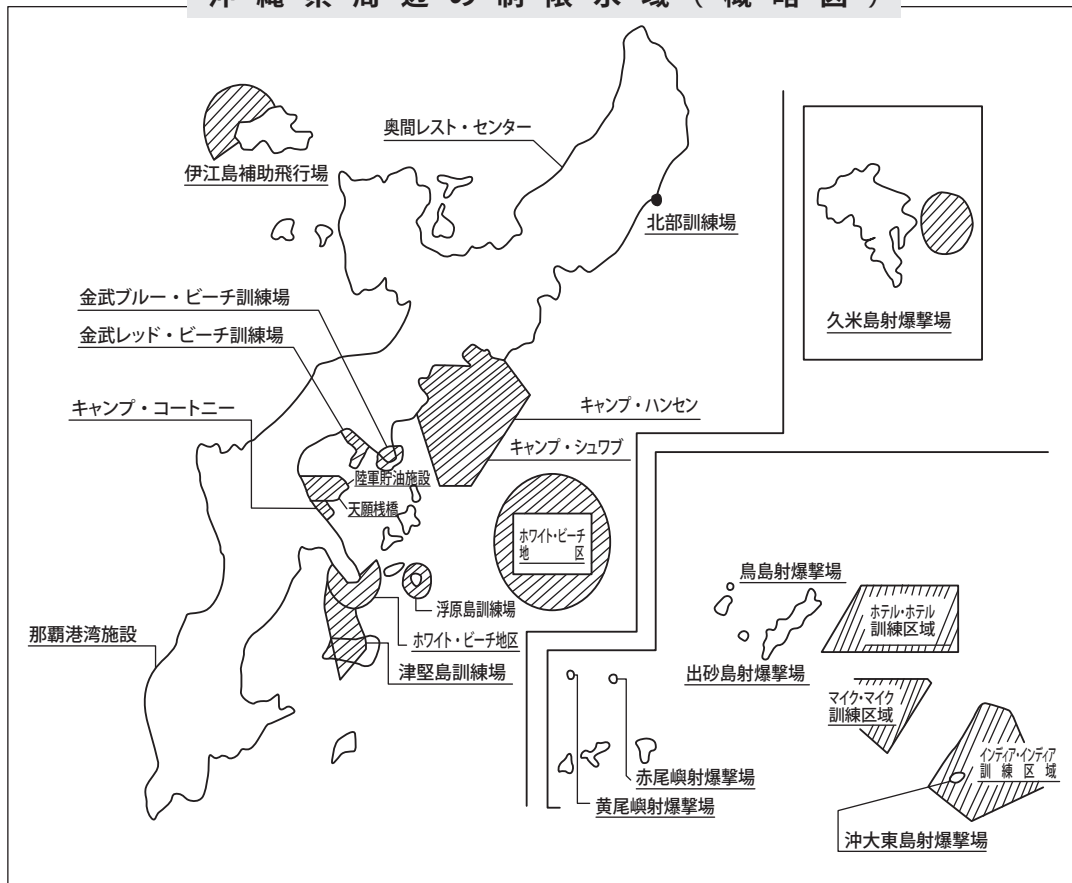 沖縄県周辺の制限水域(概略図)
伊江島補助飛行場
奥間レスト・センター
北部訓練場
久米島射爆撃場
金武ブルー・ビーチ訓練場
金武レッド・ビーチ訓練場
キャンプ・コートニー
キャンプ・ハンセン
キャンプ・シュワブ
陸軍貯油施設
天願桟橋
ホワイト・ビーチ
地区
浮原島訓練場
ホワイト・ビーチ地区
津堅島訓練場
那覇港湾施設
鳥島射爆撃場
ホテル・ホテル
訓練区域
出砂島射爆撃場
マイク・マイク
訓練区域
インディア・インディア
訓練区域
赤尾嶼射爆撃場
黄尾嶼射爆撃場
沖大東島射爆撃場